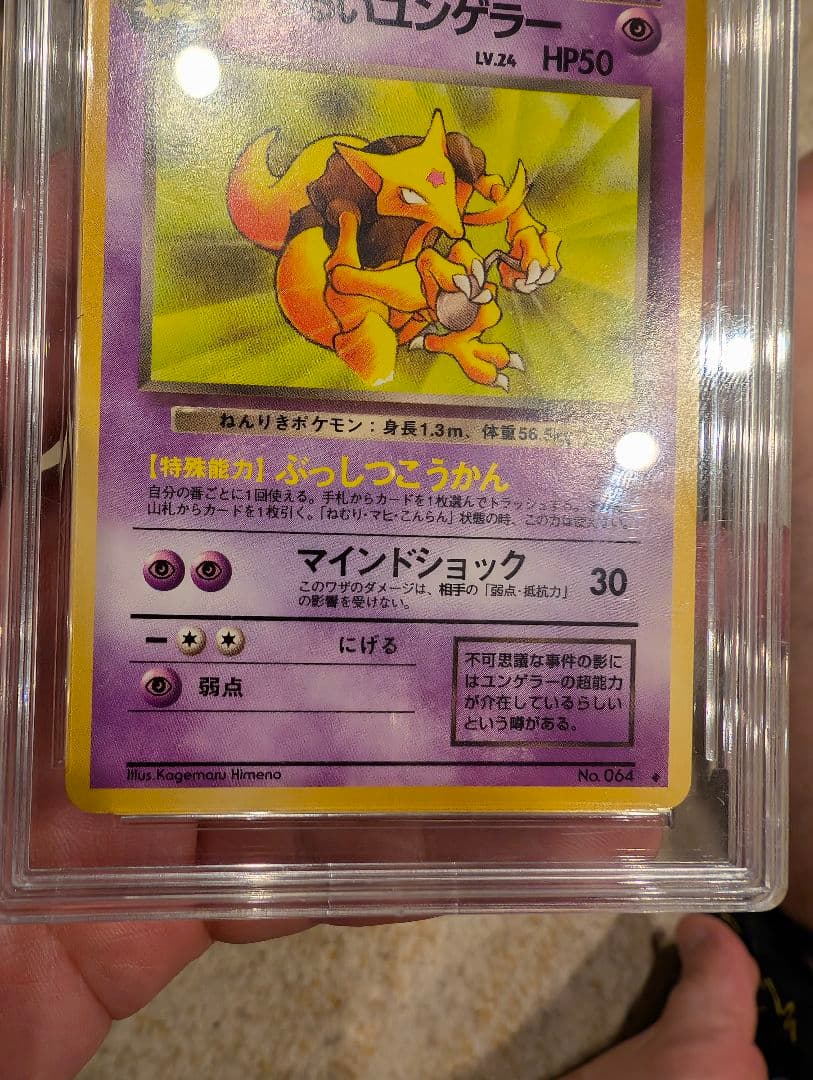 るいユンゲラー
LV.24 HP50
ねんりきポケモン：身長1.3m、体重56.5kg
【特殊能力】ぶっしつこうかん
自分の番ごとに1回使える。手札からカードを1枚選んでトラッシュする。
山札からカードを1枚引く。「ねむり・マヒ・こんらん」状態の時、この力は使えない。
マインドショック 30
このワザのダメージは、相手の「弱点・抵抗力」
の影響を受けない。
ー にげる
弱点
不可思議な事件の影に
はユンゲラーの超能力
が介在しているらしい
という噂がある。
Illus. Kagemaru Himeno No. 064